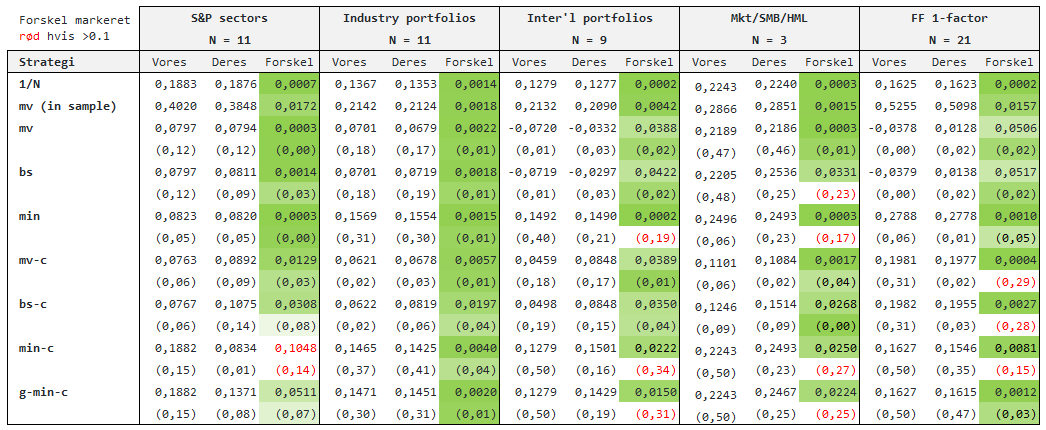 Forskel markeret S&P sectors Industry portfolios Inter'l portfolios Mkt/SMB/HML FF 1-factor
rød hvis >0.1 N = 11 N = 11 N = 9 N = 3 N = 21
Strategi Vores Deres Forskel Vores Deres Forskel Vores Deres Forskel Vores Deres Forskel Vores Deres Forskel
1/N 0,1883 0,1876 0,0007 0,1367 0,1353 0,0014 0,1279 0,1277 0,0002 0,2243 0,2240 0,0003 0,1625 0,1623 0,0002
mv (in sample) 0,4020 0,3848 0,0172 0,2142 0,2124 0,0018 0,2132 0,2090 0,0042 0,2866 0,2851 0,0015 0,5255 0,5098 0,0157
mv 0,0797 0,0794 0,0003 0,0701 0,0679 0,0022 -0,0720 -0,0332 0,0388 0,2189 0,2186 0,0003 -0,0378 0,0128 0,0506
(0,12) (0,12) (0,00) (0,18) (0,17) (0,01) (0,01) (0,03) (0,02) (0,47) (0,46) (0,01) (0,00) (0,02) (0,02)
bs 0,0797 0,0811 0,0014 0,0701 0,0719 0,0018 -0,0719 -0,0297 0,0422 0,2205 0,2536 0,0331 -0,0379 0,0138 0,0517
(0,12) (0,09) (0,03) (0,18) (0,19) (0,01) (0,01) (0,03) (0,02) (0,48) (0,25) (0,23) (0,00) (0,02) (0,02)
min 0,0823 0,0820 0,0003 0,1569 0,1554 0,0015 0,1492 0,1490 0,0002 0,2496 0,2493 0,0003 0,2788 0,2778 0,0010
(0,05) (0,05) (0,00) (0,31) (0,30) (0,01) (0,40) (0,21) (0,19) (0,06) (0,23) (0,17) (0,06) (0,01) (0,05)
mv-c 0,0763 0,0892 0,0129 0,0621 0,0678 0,0057 0,0459 0,0848 0,0389 0,1101 0,1084 0,0017 0,1981 0,1977 0,0004
(0,06) (0,09) (0,03) (0,02) (0,03) (0,01) (0,18) (0,17) (0,01) (0,06) (0,02) (0,04) (0,31) (0,02) (0,29)
bs-c 0,0767 0,1075 0,0308 0,0622 0,0819 0,0197 0,0498 0,0848 0,0350 0,1246 0,1514 0,0268 0,1982 0,1955 0,0027
(0,06) (0,14) (0,08) (0,02) (0,06) (0,04) (0,19) (0,15) (0,04) (0,09) (0,09) (0,00) (0,31) (0,03) (0,28)
min-c 0,1882 0,0834 0,1048 0,1465 0,1425 0,0040 0,1279 0,1501 0,0222 0,2243 0,2493 0,0250 0,1627 0,1546 0,0081
(0,15) (0,01) (0,14) (0,37) (0,41) (0,04) (0,50) (0,16) (0,34) (0,50) (0,23) (0,27) (0,50) (0,35) (0,15)
g-min-c 0,1882 0,1371 0,0511 0,1471 0,1451 0,0020 0,1279 0,1429 0,0150 0,2243 0,2467 0,0224 0,1627 0,1615 0,0012
(0,15) (0,08) (0,07) (0,30) (0,31) (0,01) (0,50) (0,19) (0,31) (0,50) (0,25) (0,25) (0,50) (0,47) (0,03)